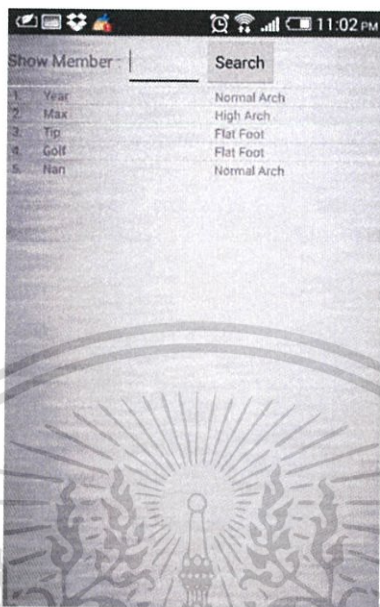 11:02 PM
Show Member : Search
1. Year Normal Arch
2. Max High Arch
3. Tip Flat Foot
4. Golf Flat Foot
5. Nan Normal Arch